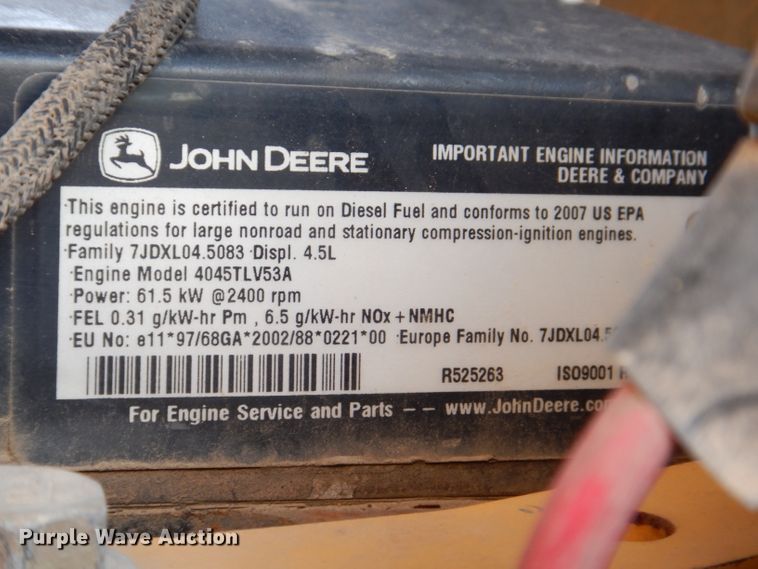 JOHN DEERE
IMPORTANT ENGINE INFORMATION
DEERE & COMPANY
·This engine is certified to run on Diesel Fuel and conforms to 2007 US EPA
regulations for large nonroad and stationary compression-ignition engines.
·Family 7JDXL04.5083 ·Displ. 4.5L
·Engine Model 4045TLV53A
·Power: 61.5 kW @2400 rpm
·FEL 0.31 g/kW-hr Pm , 6.5 g/kW-hr NOx + NMHC
·EU No: e11*97/68GA*2002/88*0221*00 ·Europe Family No.
R525263 ISO9001
For Engine Service and Parts -- www.JohnDeere.com
Purple Wave Auction